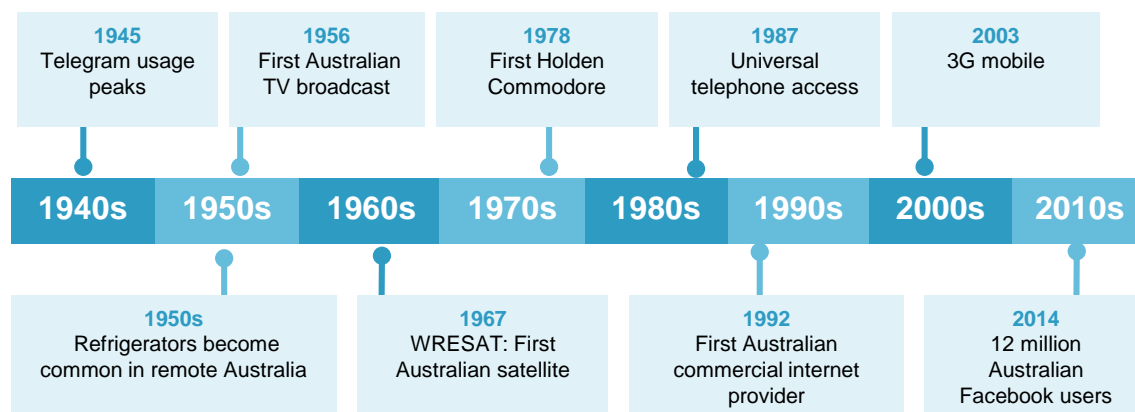 1945
Telegram usage
peaks
1956
First Australian
TV broadcast
1978
First Holden
Commodore
1987
Universal
telephone access
2003
3G mobile
1940s
1950s
1960s
1970s
1980s
1990s
2000s
2010s
1950s
Refrigerators become
common in remote Australia
1967
WRESAT: First
Australian satellite
1992
First Australian
commercial internet
provider
2014
12 million
Australian
Facebook users